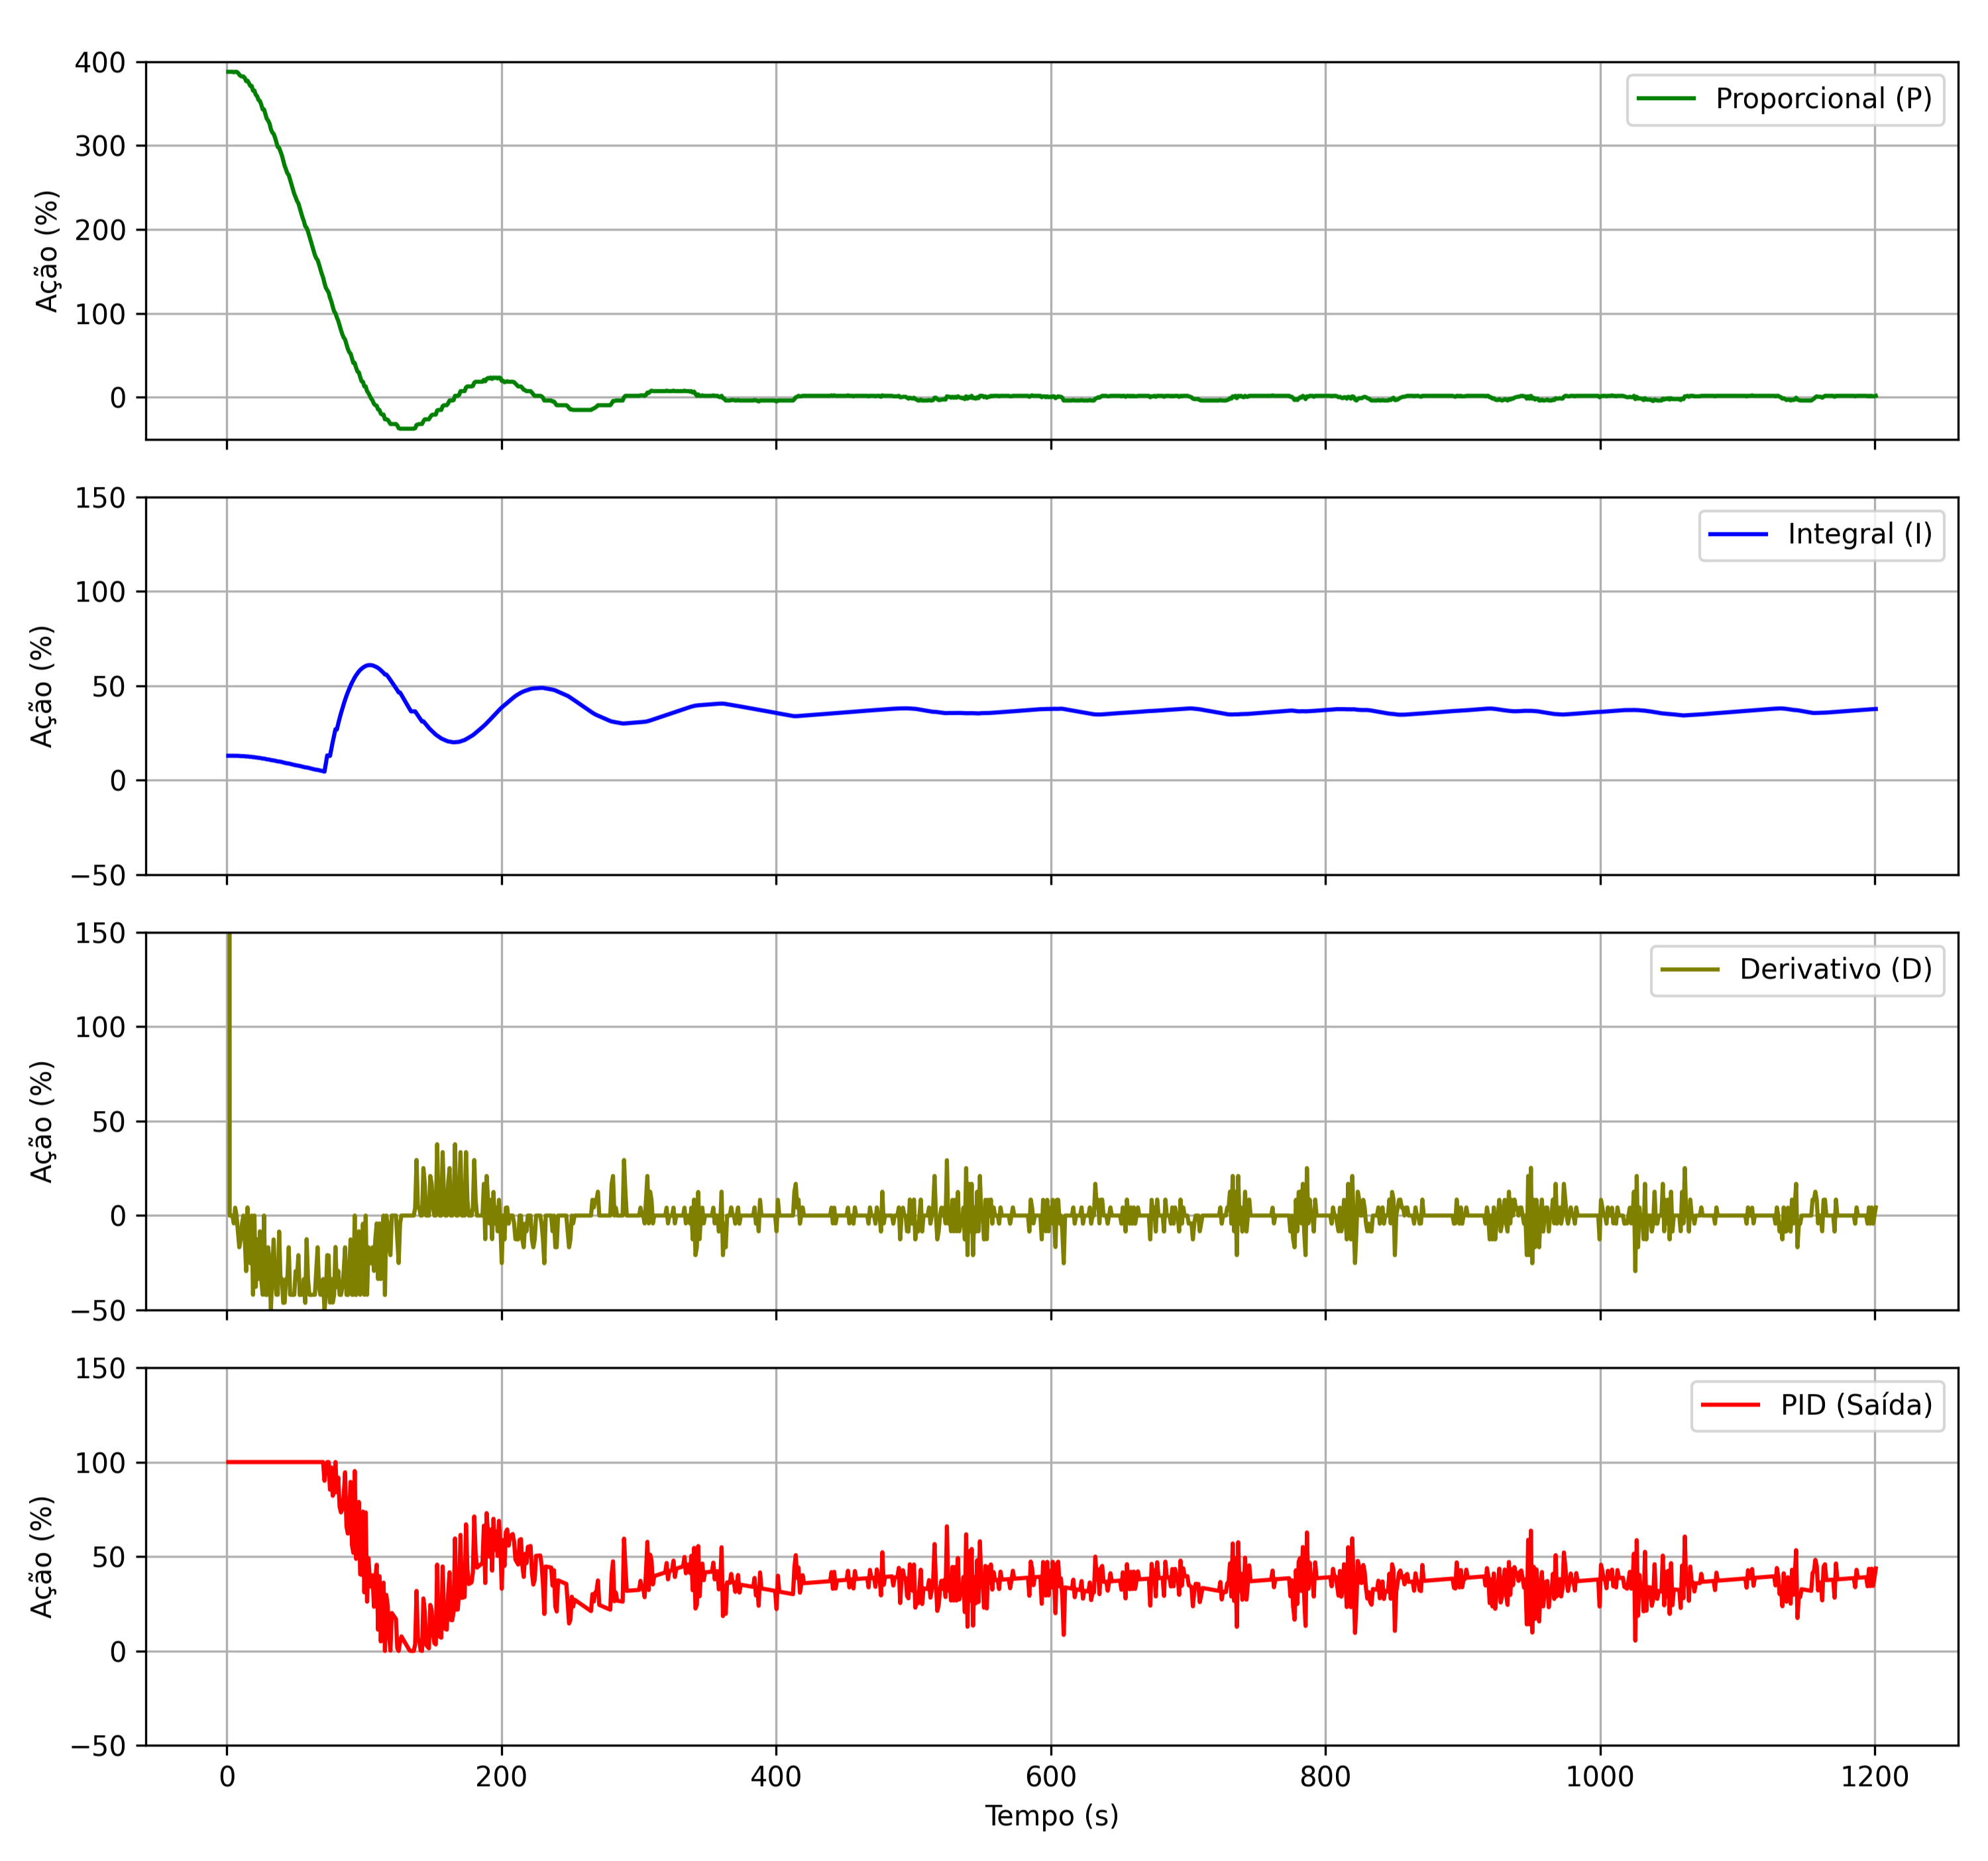 400
300
200
100
0
Ação (%)
Proporcional (P)
150
100
50
0
−50
Ação (%)
Integral (I)
150
100
50
0
−50
Ação (%)
Derivativo (D)
150
100
50
0
−50
Ação (%)
PID (Saída)
0 200 400 600 800 1000 1200
Tempo (s)